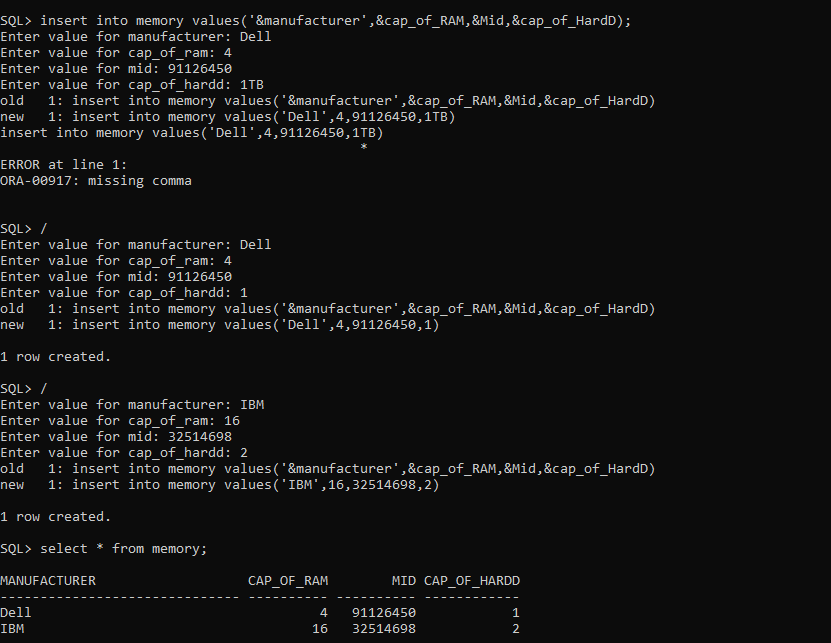 SQL> insert into memory values('&manufacturer',&cap_of_RAM,&Mid,&cap_of_HardD);
Enter value for manufacturer: Dell
Enter value for cap_of_ram: 4
Enter value for mid: 91126450
Enter value for cap_of_hardd: 1TB
old   1: insert into memory values('&manufacturer',&cap_of_RAM,&Mid,&cap_of_HardD)
new   1: insert into memory values('Dell',4,91126450,1TB)
insert into memory values('Dell',4,91126450,1TB)
                                             *
ERROR at line 1:
ORA-00917: missing comma
SQL> /
Enter value for manufacturer: Dell
Enter value for cap_of_ram: 4
Enter value for mid: 91126450
Enter value for cap_of_hardd: 1
old   1: insert into memory values('&manufacturer',&cap_of_RAM,&Mid,&cap_of_HardD)
new   1: insert into memory values('Dell',4,91126450,1)
1 row created.
SQL> /
Enter value for manufacturer: IBM
Enter value for cap_of_ram: 16
Enter value for mid: 32514698
Enter value for cap_of_hardd: 2
old   1: insert into memory values('&manufacturer',&cap_of_RAM,&Mid,&cap_of_HardD)
new   1: insert into memory values('IBM',16,32514698,2)
1 row created.
SQL> select * from memory;
MANUFACTURER                   CAP_OF_RAM        MID CAP_OF_HARDD
------------------------------ ---------- ---------- ------------
Dell                                    4   91126450            1
IBM                                    16   32514698            2